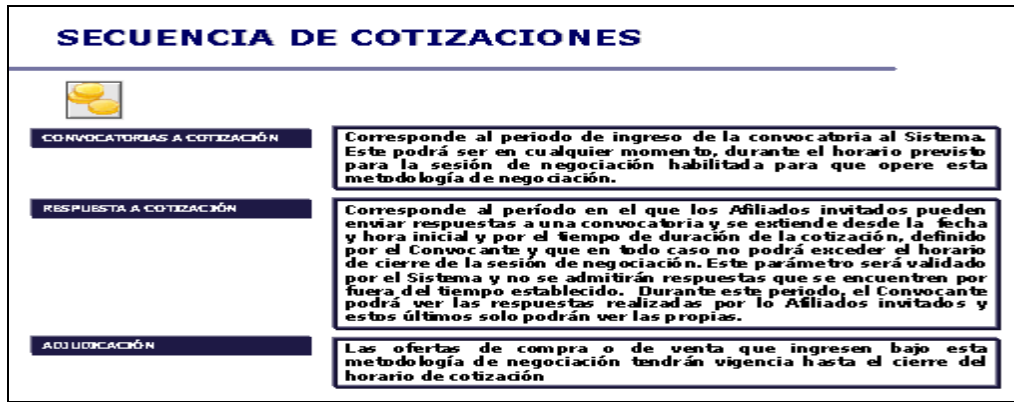 SECUENCIA DE COTIZACIONES
CONVOCATORIAS A COTIZACIÓN
Corresponde al periodo de ingreso de la convocatoria al Sistema.
Este podrá ser en cualquier momento, durante el horario previsto
para la sesión de negociación habilitada para que opere esta
metodología de negociación.
RESPUESTA A COTIZACIÓN
Corresponde al período en el que los Afiliados invitados pueden
enviar respuestas a una convocatoria y se extiende desde la fecha
y hora inicial y por el tiempo de duración de la cotización, definido
por el Convocante y que en todo caso no podrá exceder el horario
de cierre de la sesión de negociación. Este parámetro será validado
por el Sistema y no se admitirán respuestas que se encuentren por
fuera del tiempo establecido. Durante este periodo, el Convocante
podrá ver las respuestas realizadas por lo Afiliados invitados y
estos últimos solo podrán ver las propias.
ADJUDICACIÓN
Las ofertas de compra o de venta que ingresen bajo esta
metodología de negociación tendrán vigencia hasta el cierre del
horario de cotización